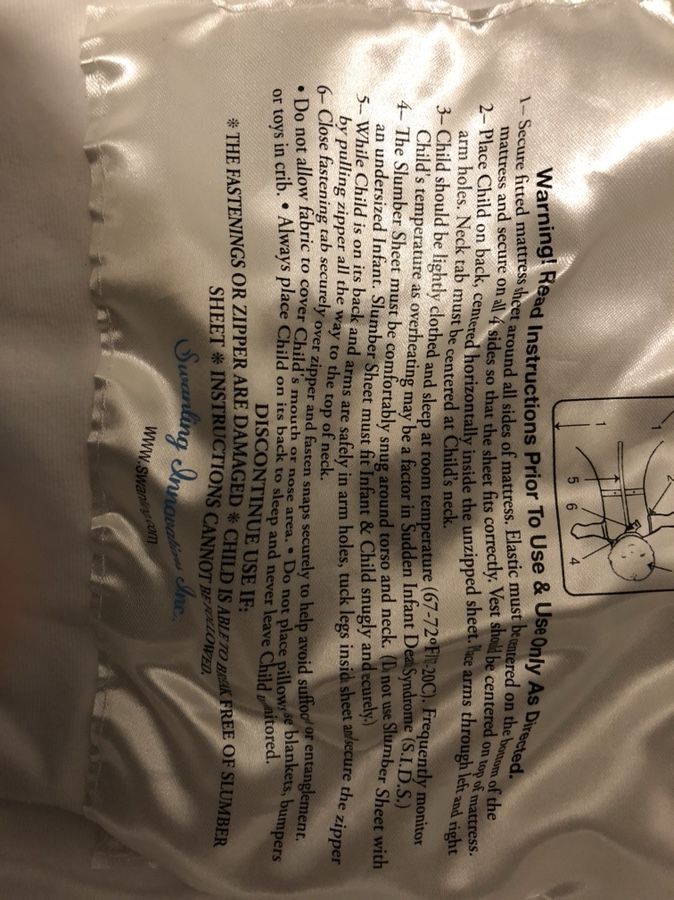 Warning! Read Instructions Prior To Use & Use Only As Directed.
1– Secure fitted mattress sheet around all sides of mattress. Elastic must be centered on the bottom of the
mattress and secure on all 4 sides so that the sheet fits correctly. Vest should be centered on top of mattress.
2– Place Child on back, centered horizontally inside the unzipped sheet. Place arms through left and right
arm holes. Neck tab must be centered at Child's neck.
3– Child should be lightly clothed and sleep at room temperature (67-72°F/ -20C). Frequently monitor
Child's temperature as overheating may be a factor in Sudden Infant Death Syndrome (S.I.D.S.)
4– The Slumber Sheet must be comfortably snug around torso and neck. (Do not use Slumber Sheet with
an undersized Infant. Slumber Sheet must fit Infant & Child snugly and securely.)
5– While Child is on its back and arms are safely in arm holes, tuck legs inside sheet and secure the zipper
by pulling zipper all the way to the top of neck.
6– Close fastening tab securely over zipper and fasten snaps securely to help avoid suffocation or entanglement.
• Do not allow fabric to cover Child's mouth or nose area. • Do not place pillows, blankets, bumpers
or toys in crib. • Always place Child on its back to sleep and never leave Child
DISCONTINUE USE IF:
* THE FASTENINGS OR ZIPPER ARE DAMAGED * CHILD IS ABLE TO BREAK FREE OF SLUMBER
SHEET * INSTRUCTIONS CANNOT BE FOLLOWED.
Swanling Innovations Inc.
1
1
2
5
6
4